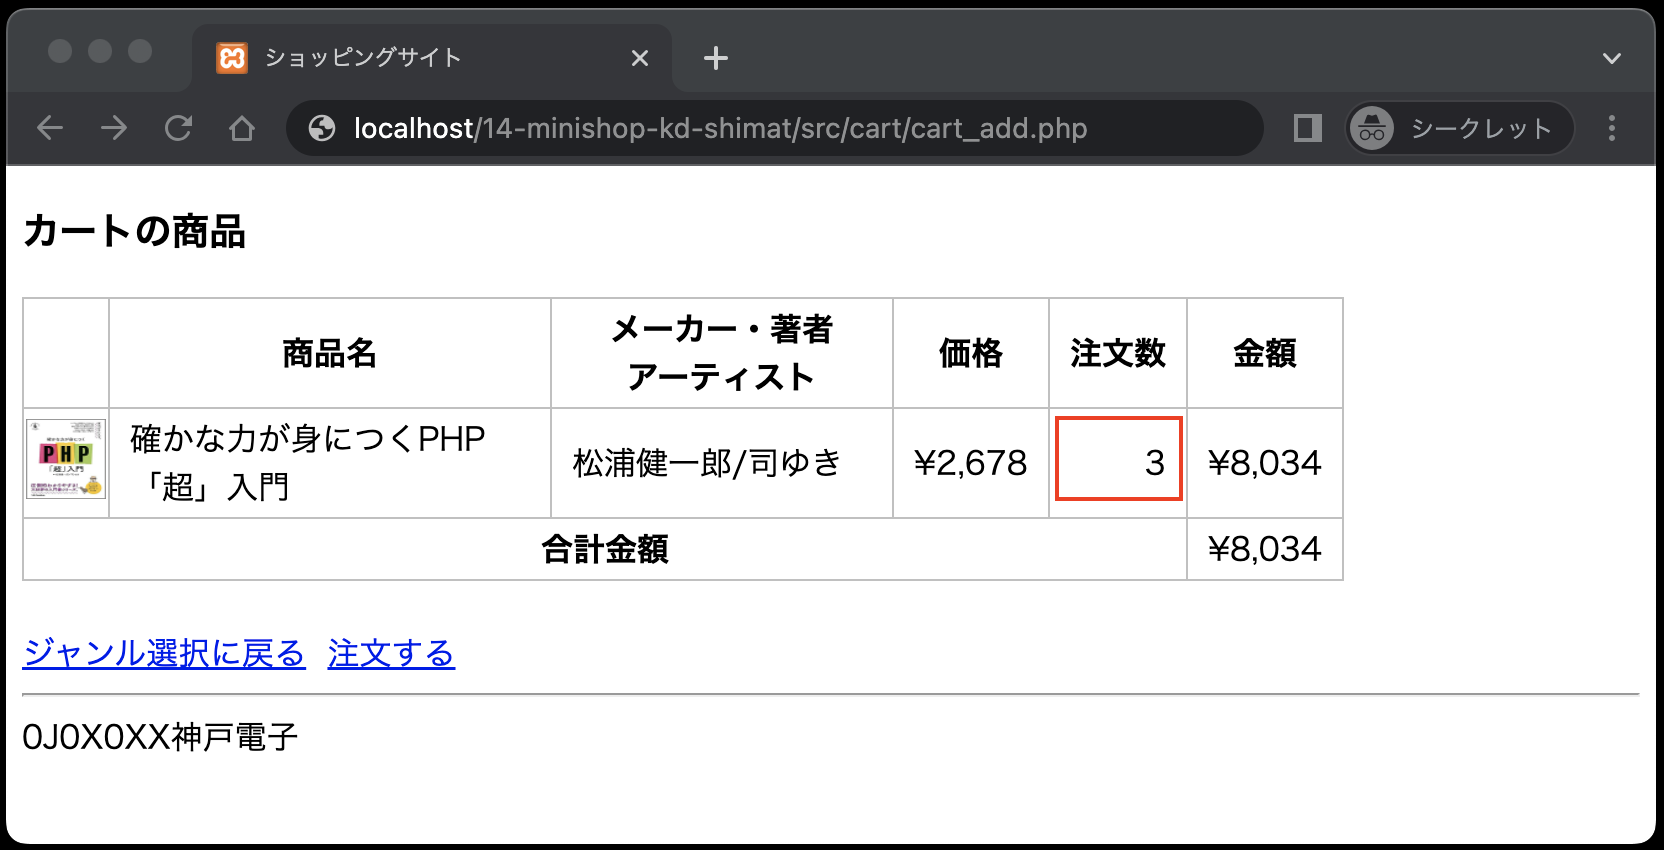 ショッピングサイト
localhost/14-minishop-kd-shimat/src/cart/cart_add.php
シークレット
カートの商品
商品名
メーカー・著者
アーティスト
価格
注文数
金額
PHP
「超」入門
確かな力が身につくPHP
「超」入門
松浦健一郎/司ゆき
¥2,678
3
¥8,034
合計金額
¥8,034
ジャンル選択に戻る 注文する
0J0X0XX神戸電子